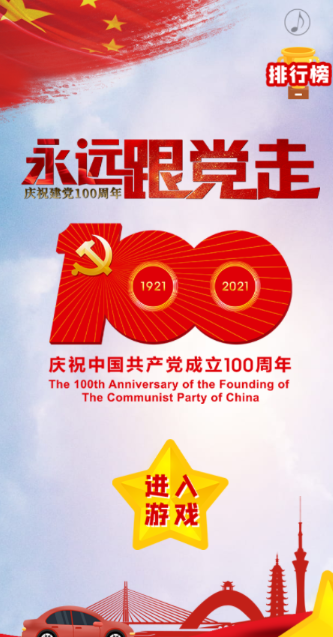 排行榜
永远跟党走
庆祝建党100周年
100
1921
2021
庆祝中国共产党成立100周年
The 100th Anniversary of the Founding of
The Communist Party of China
进入
游戏